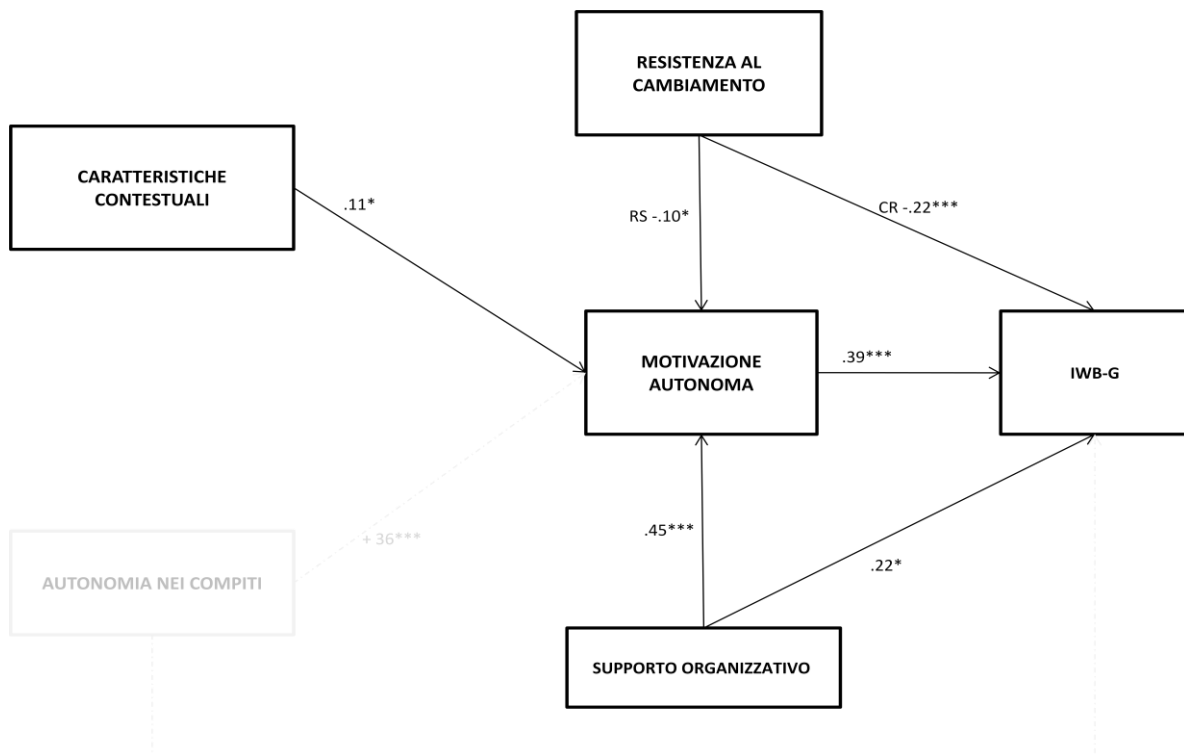 RESISTENZA AL
CAMBIAMENTO
CARATTERISTICHE
CONTESTUALI
.11*
RS -.10*
CR -.22***
MOTIVAZIONE
AUTONOMA
.39***
IWB-G
+ 36***
.45***
.22*
AUTONOMIA NEI COMPITI
SUPPORTO ORGANIZZATIVO